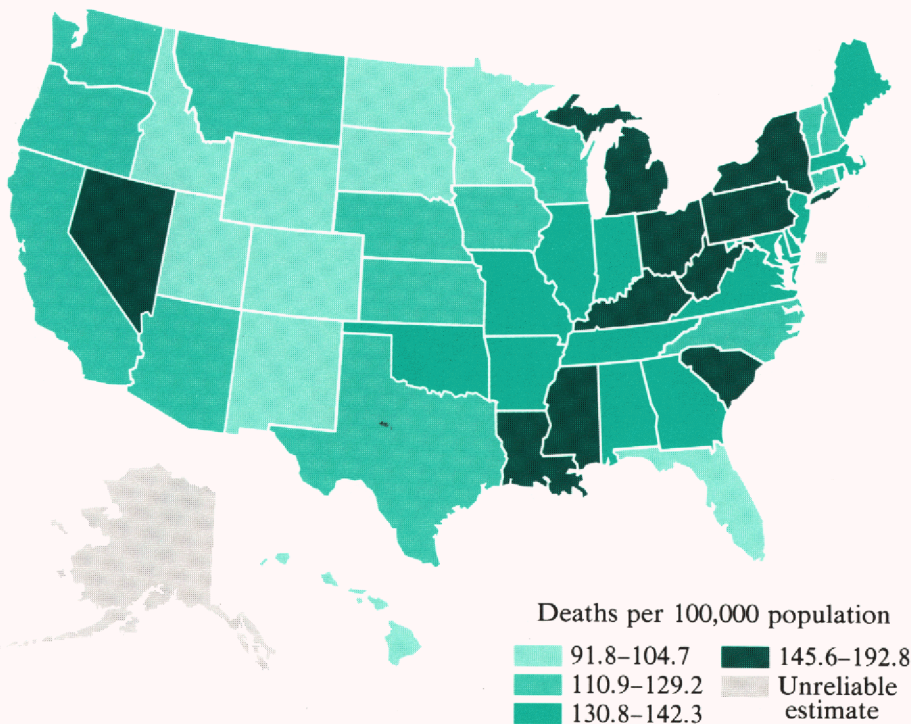 Deaths per 100,000 population
91.8–104.7
110.9–129.2
130.8–142.3
145.6–192.8
Unreliable
estimate